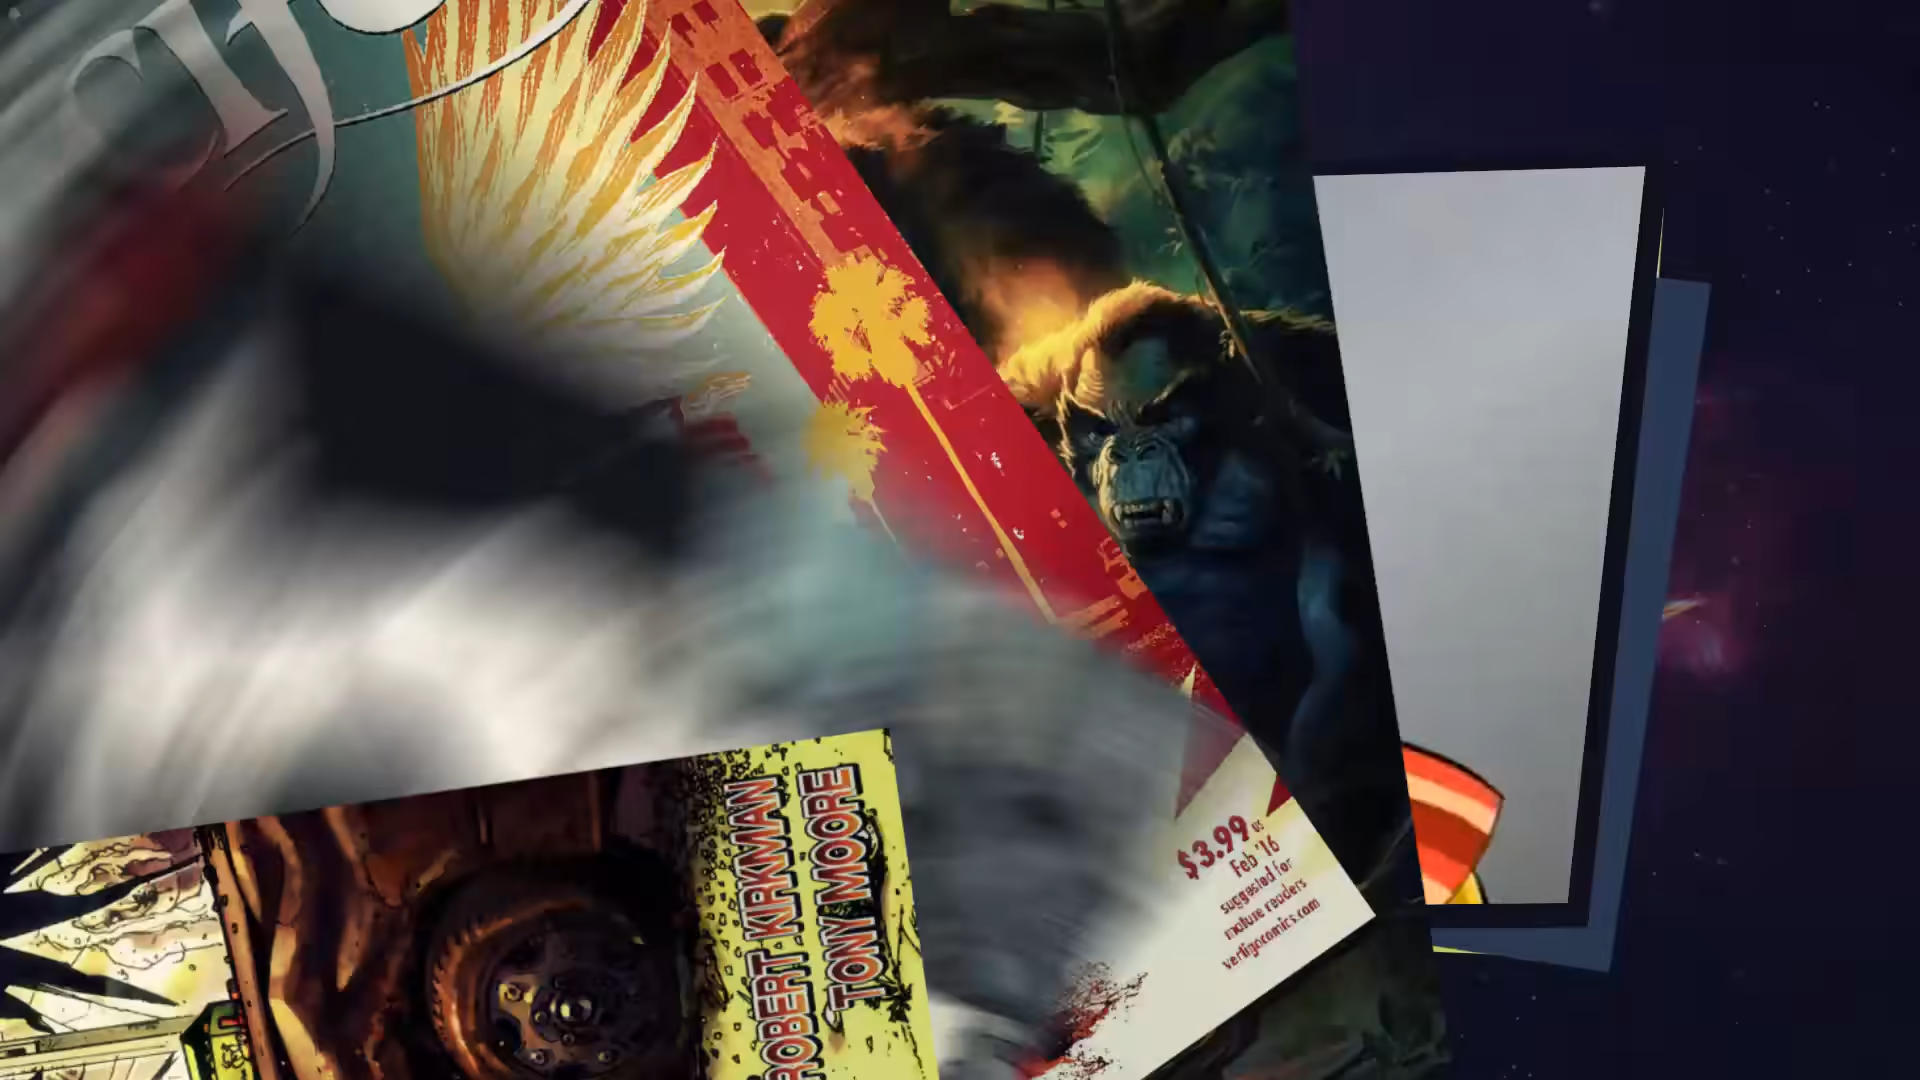 $3.99 US
Feb '16
suggested for
mature readers
vertigocomics.com
ROBERT KIRKMAN
TONY MOORE